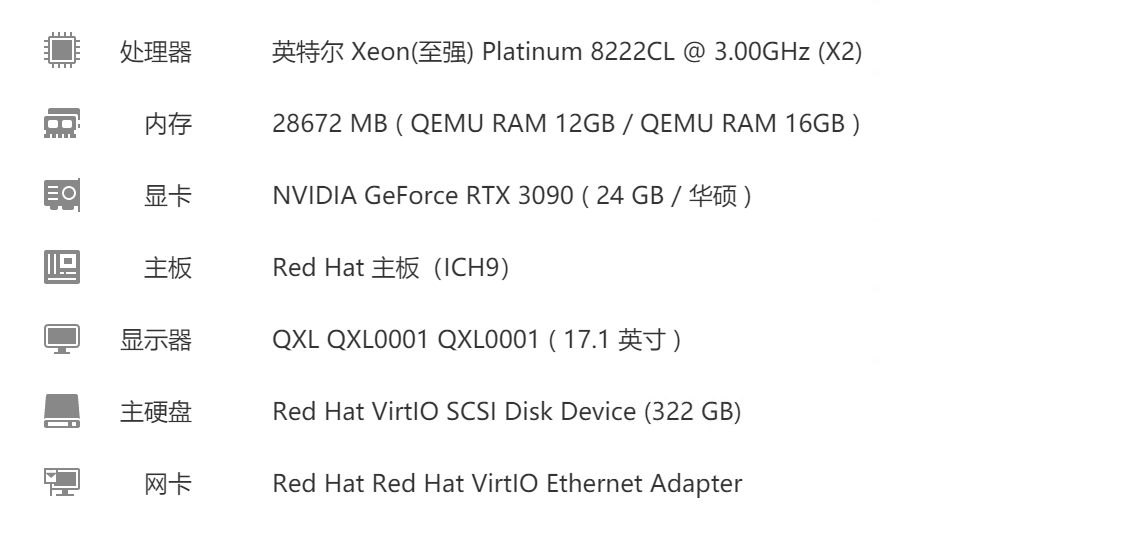 处理器 英特尔 Xeon(至强) Platinum 8222CL @ 3.00GHz (X2)
内存 28672 MB ( QEMU RAM 12GB / QEMU RAM 16GB )
显卡 NVIDIA GeForce RTX 3090 ( 24 GB / 华硕 )
主板 Red Hat 主板（ICH9）
显示器 QXL QXL0001 QXL0001 ( 17.1 英寸 )
主硬盘 Red Hat VirtIO SCSI Disk Device (322 GB)
网卡 Red Hat Red Hat VirtIO Ethernet Adapter